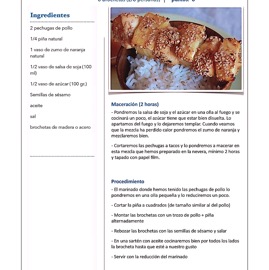 Ingredientes
2 pechugas de pollo
1/4 piña natural
1 vaso de zumo de naranja
natural
1/2 vaso de salsa de soja.(100
ml)
1/2 vaso de azúcar (100 gr.)
Semillas de sésamo
aceite
sal
brochetas de madera o acero
Maceración (2 horas)
- Pondremos la salsa de soja y el azúcar en una olla al fuego y se
cocinará un poco, el azúcar tiene que estar bien disuelta. Lo
apartamos del fuego y lo dejaremos templar. Cuando veamos
que la mezcla ha perdido calor pondremos el zumo de naranja y
mezclaremos bien.
- Cortaremos las pechugas a tacos y lo pondremos a macerar en
esta mezcla que hemos preparado en la nevera, mínimo 2 horas
y tapado con papel film.
Procedimiento
- El marinado donde hemos tenido las pechugas de pollo lo
pondremos en una olla pequeña y lo reduciremos un poco.
- Cortar la piña a cuadrados (de tamaño similar al del pollo)
- Montar las brochetas con un trozo de pollo + piña
alternadamente
- Rebozar las brochetas con las semillas de sésamo y salar
- En una sartén con aceite cocinaremos bien por todos los lados
la brocheta hasta que esté a nuestro gusto
- Servir con la reducción del marinado